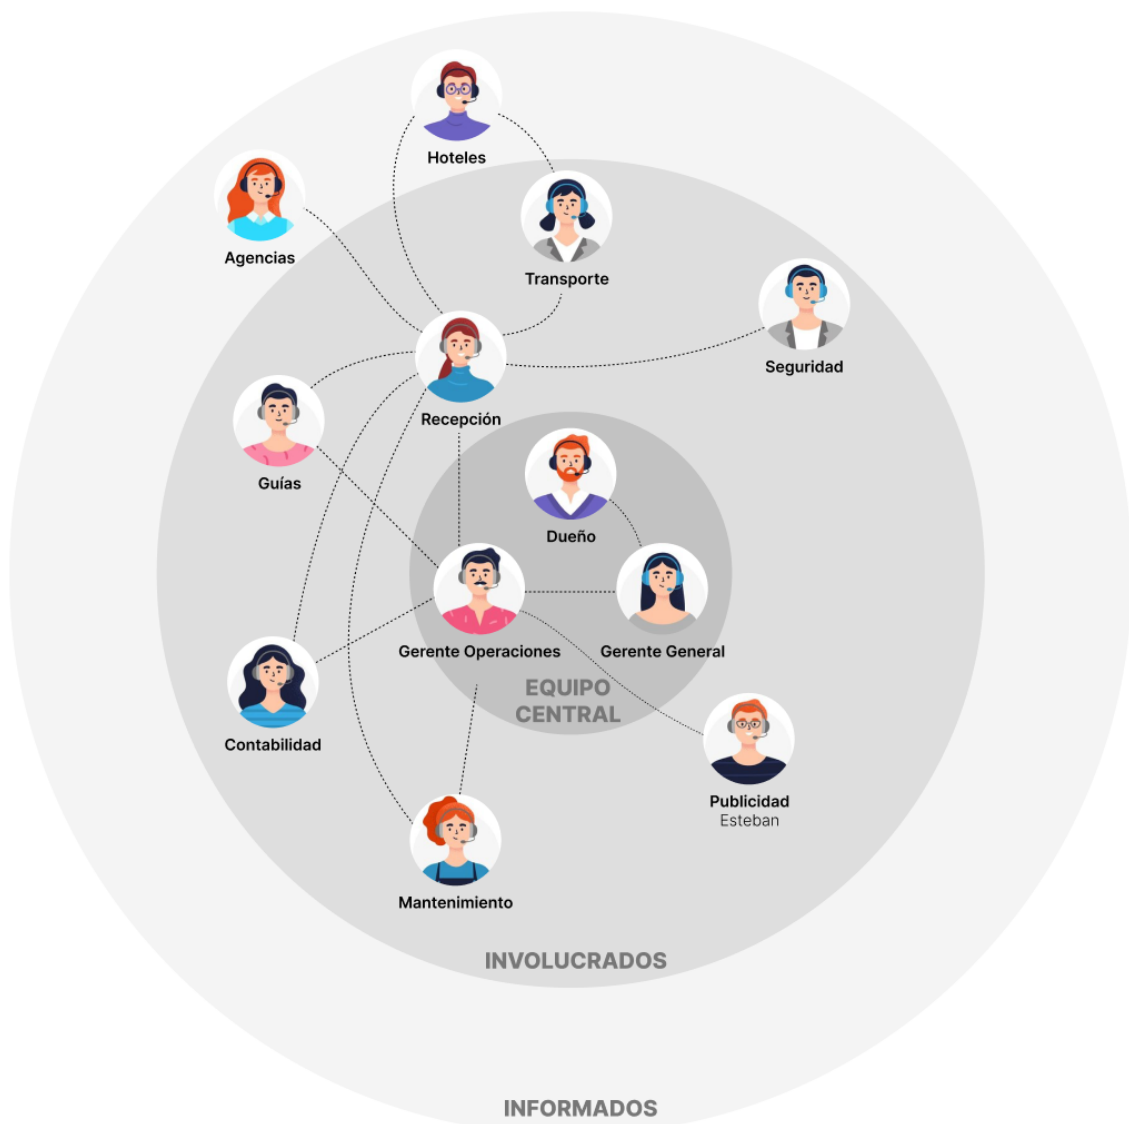 Hoteles
Agencias
Transporte
Seguridad
Recepción
Guías
Dueño
Gerente Operaciones
Gerente General
EQUIPO
CENTRAL
Contabilidad
Publicidad
Esteban
Mantenimiento
INVOLUCRADOS
INFORMADOS